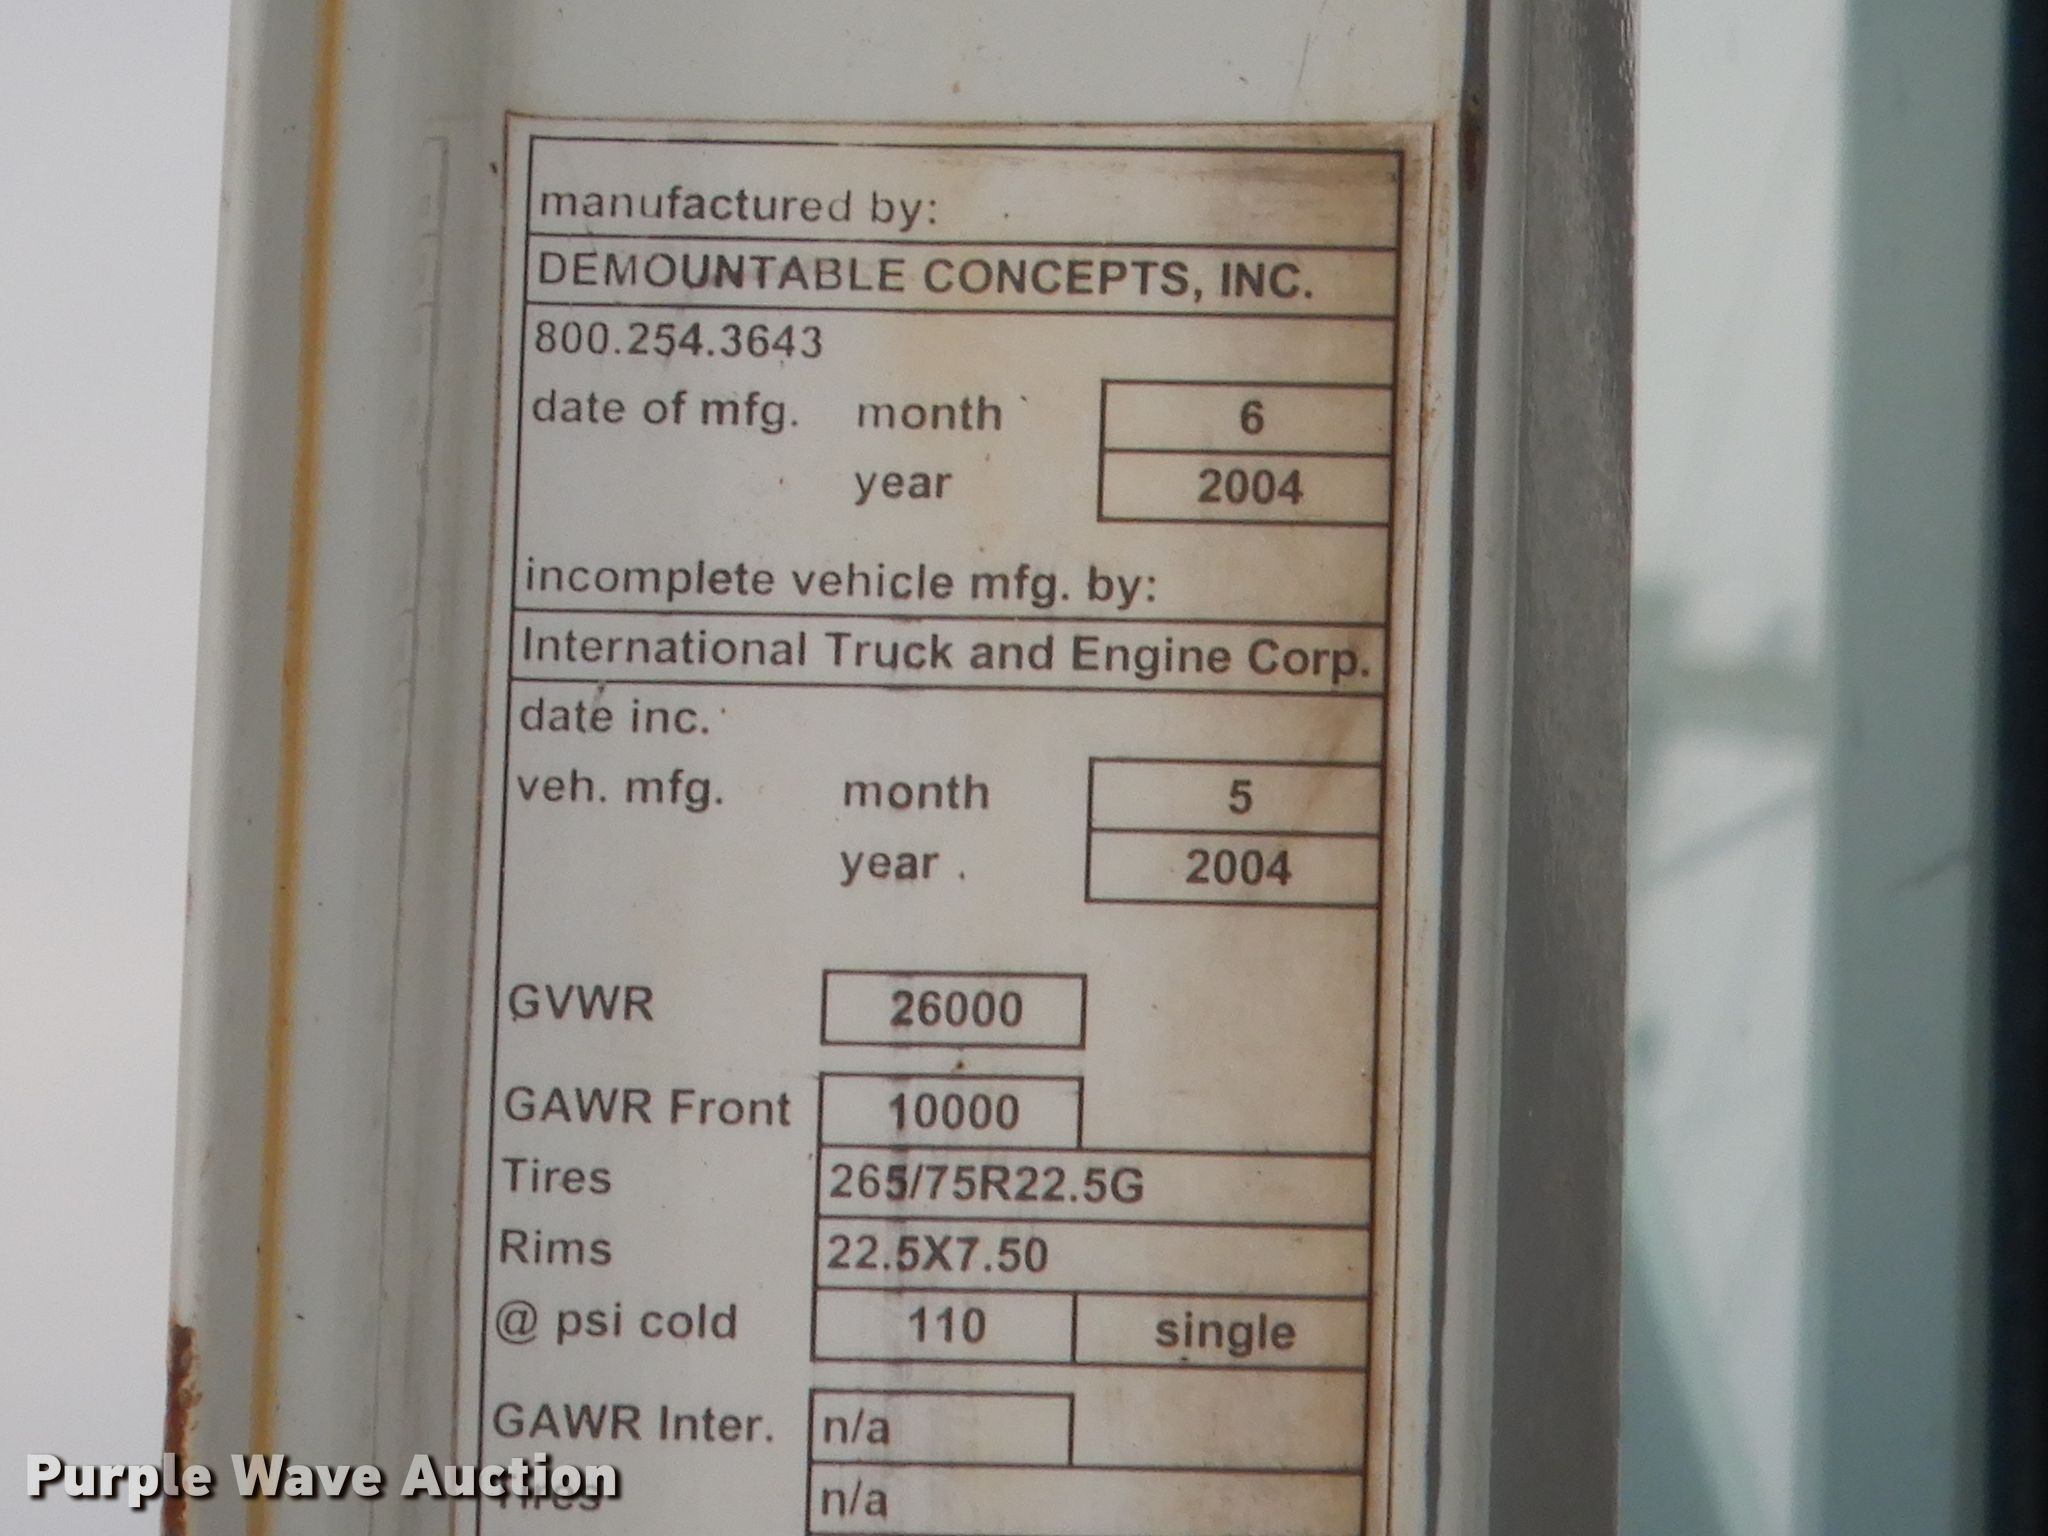 manufactured by:
DEMOUNTABLE CONCEPTS, INC.
800.254.3643
date of mfg. month 6
year 2004
incomplete vehicle mfg. by:
International Truck and Engine Corp.
date inc.
veh. mfg. month 5
year 2004
GVWR 26000
GAWR Front 10000
Tires 265/75R22.5G
Rims 22.5X7.50
@ psi cold 110 single
GAWR Inter. n/a
Tires n/a
Purple Wave Auction